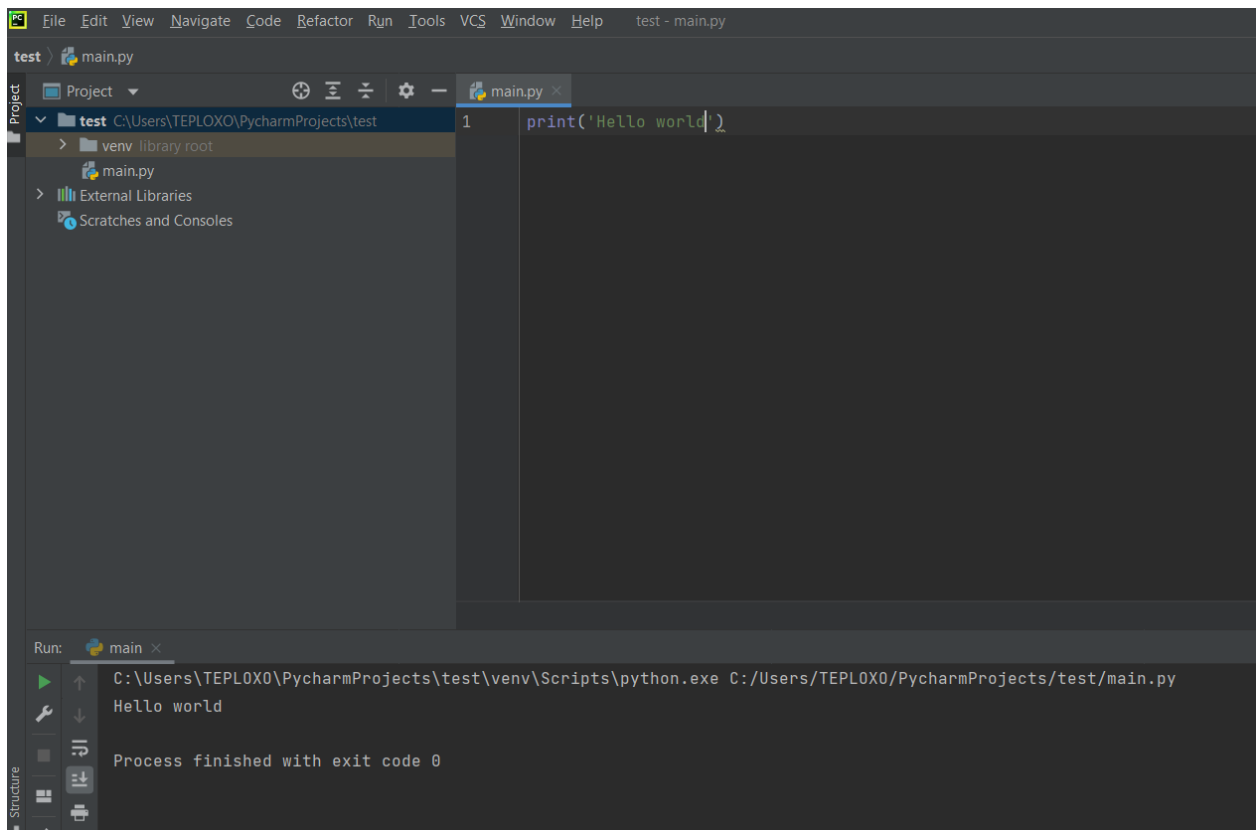 PC File Edit View Navigate Code Refactor Run Tools VCS Window Help test - main.py
test main.py
Project
Project main.py
test C:\Users\TEPLOXO\PycharmProjects\test
1 print('Hello world')
venv library root
main.py
External Libraries
Scratches and Consoles
Run: main
C:\Users\TEPLOXO\PycharmProjects\test\venv\Scripts\python.exe C:/Users/TEPLOXO/PycharmProjects/test/main.py
Hello world
Process finished with exit code 0
Structure